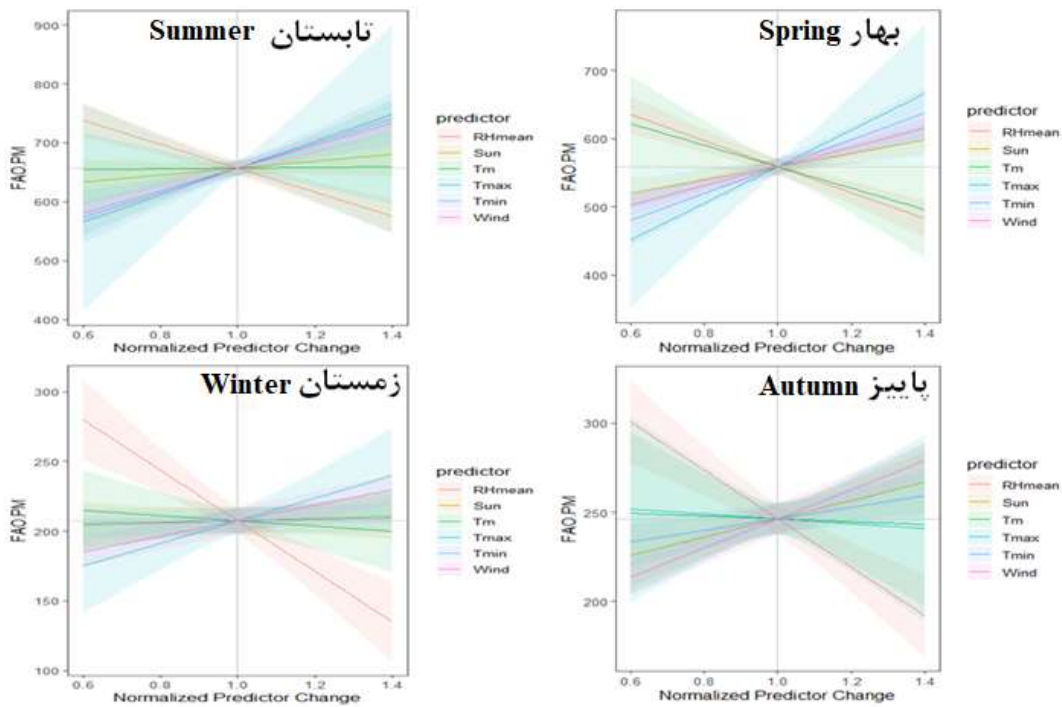 Summer تابستان
900
800
700
600
500
400
FAO.PM
0.6 0.8 1.0 1.2 1.4
Normalized Predictor Change
predictor
RHmean
Sun
Tm
Tmax
Tmin
Wind
Spring بهار
700
600
500
400
FAO.PM
0.6 0.8 1.0 1.2 1.4
Normalized Predictor Change
predictor
RHmean
Sun
Tm
Tmax
Tmin
Wind
Winter زمستان
300
250
200
150
100
FAO.PM
0.6 0.8 1.0 1.2 1.4
Normalized Predictor Change
predictor
RHmean
Sun
Tm
Tmax
Tmin
Wind
Autumn پاییز
300
250
200
FAO.PM
0.6 0.8 1.0 1.2 1.4
Normalized Predictor Change
predictor
RHmean
Sun
Tm
Tmax
Tmin
Wind